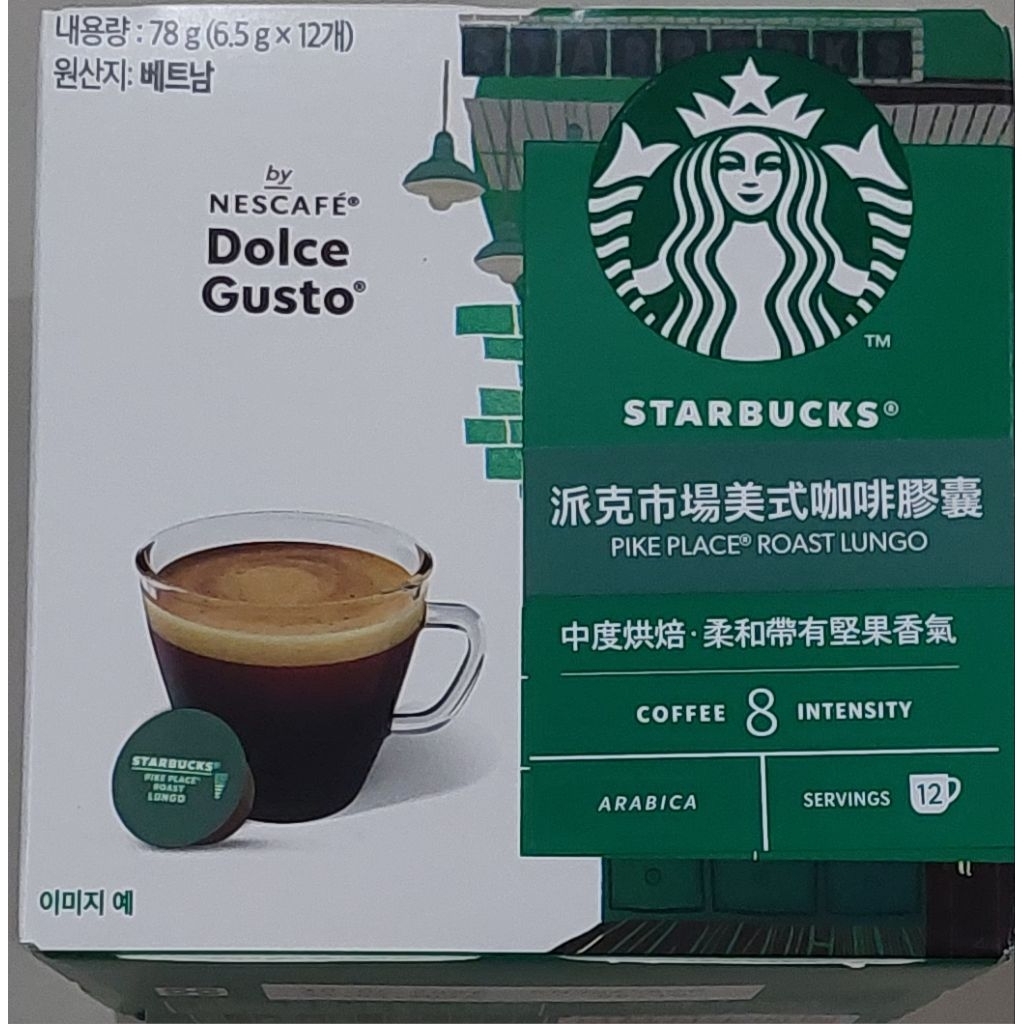 내용량 : 78 g (6.5 g × 12개)
원산지: 베트남
by
NESCAFÉ®
Dolce
Gusto®
STARBUCKS
TM
STARBUCKS®
派克市場美式咖啡膠囊
PIKE PLACE® ROAST LUNGO
中度烘焙·柔和帶有堅果香氣
COFFEE 8 INTENSITY
ARABICA
SERVINGS 12
STARBUCKS®
PIKE PLACE®
ROAST
LUNGO
이미지 예